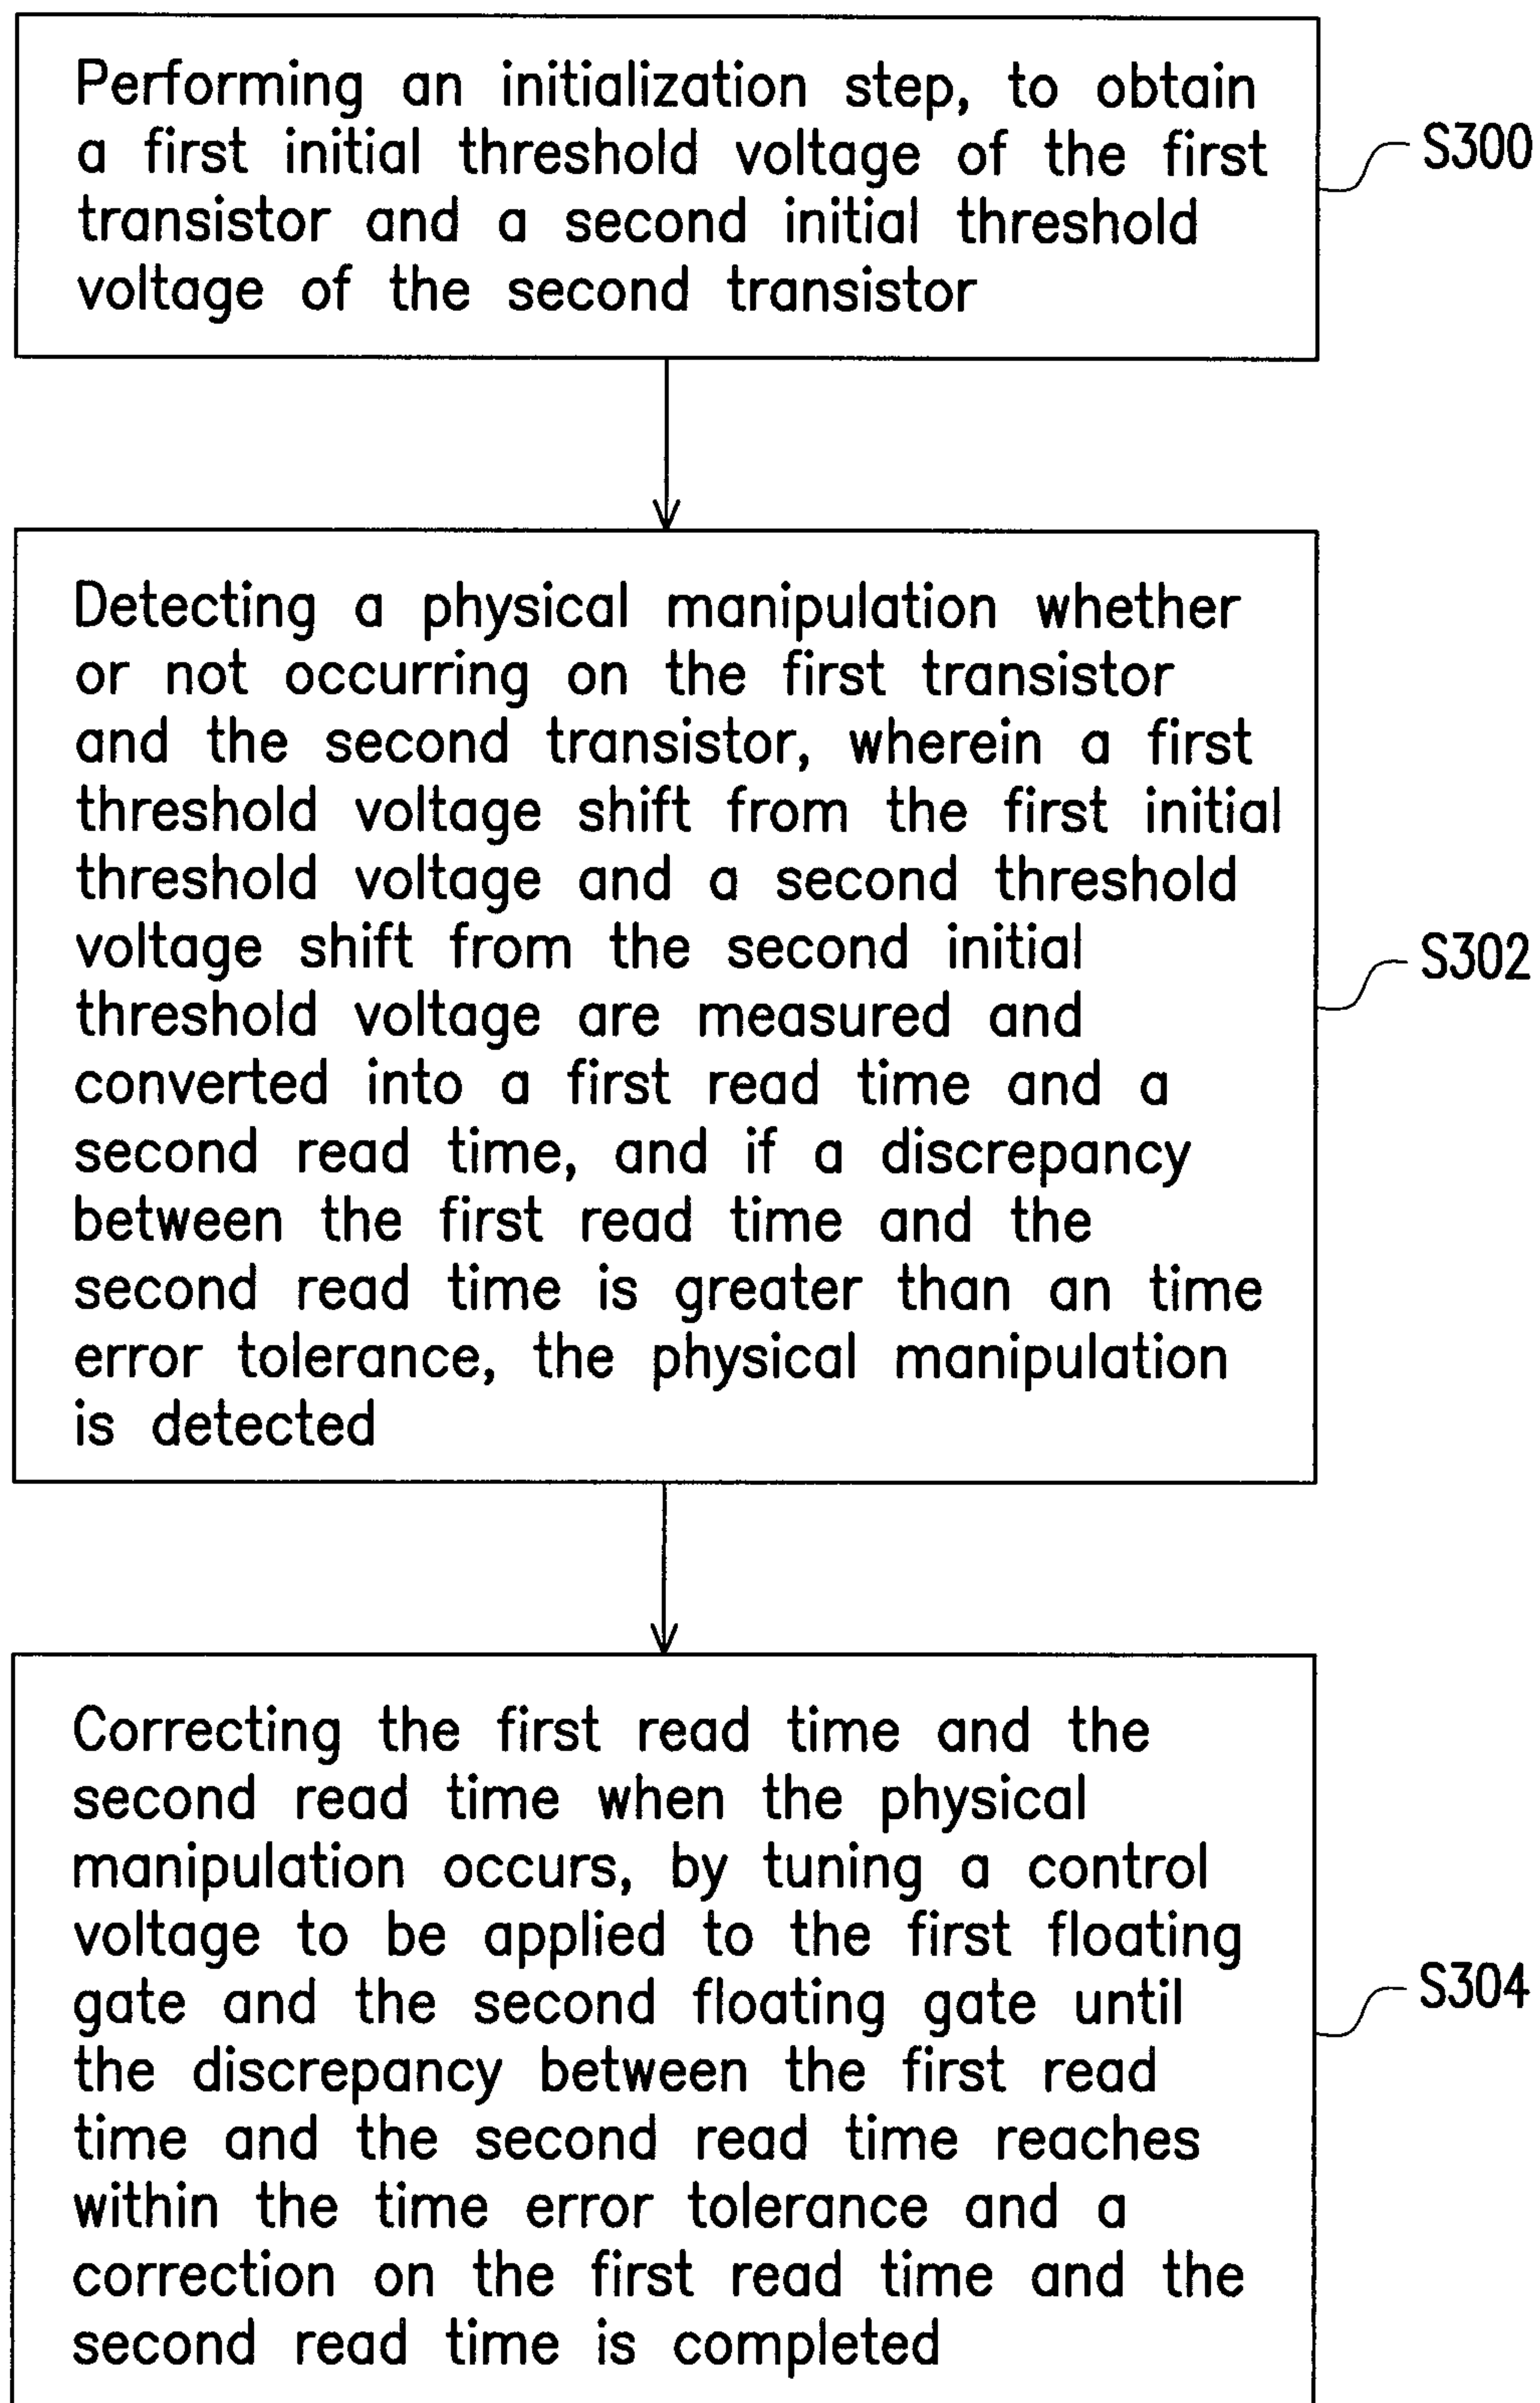 Performing an initialization step, to obtain
a first initial threshold voltage of the first
transistor and a second initial threshold
voltage of the second transistor
S300
Detecting a physical manipulation whether
or not occurring on the first transistor
and the second transistor, wherein a first
threshold voltage shift from the first initial
threshold voltage and a second threshold
voltage shift from the second initial
threshold voltage are measured and
converted into a first read time and a
second read time, and if a discrepancy
between the first read time and the
second read time is greater than an time
error tolerance, the physical manipulation
is detected
S302
Correcting the first read time and the
second read time when the physical
manipulation occurs, by tuning a control
voltage to be applied to the first floating
gate and the second floating gate until
the discrepancy between the first read
time and the second read time reaches
within the time error tolerance and a
correction on the first read time and the
second read time is completed
S304